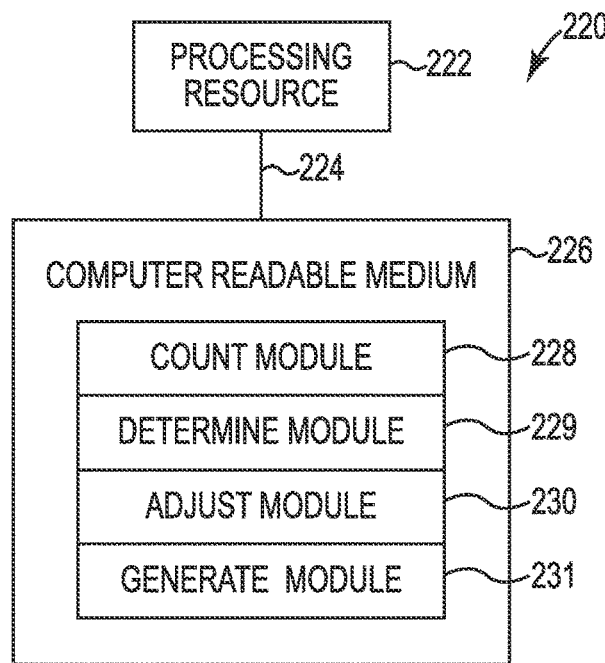 220
PROCESSING
RESOURCE
222
224
226
COMPUTER READABLE MEDIUM
COUNT MODULE
228
DETERMINE MODULE
229
ADJUST MODULE
230
GENERATE MODULE
231